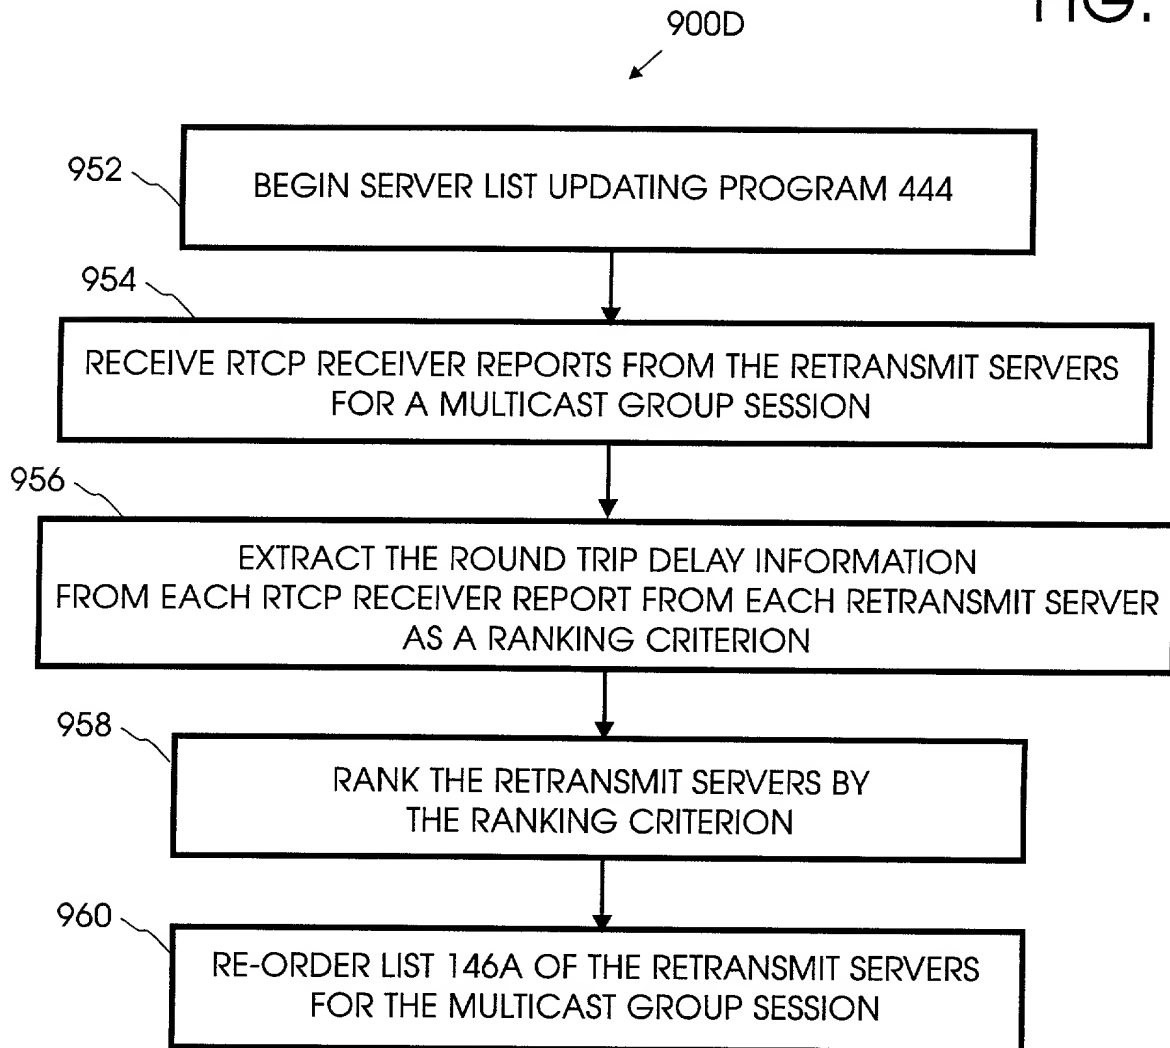 FIG.
900D
952
BEGIN SERVER LIST UPDATING PROGRAM 444
954
RECEIVE RTCP RECEIVER REPORTS FROM THE RETRANSMIT SERVERS
FOR A MULTICAST GROUP SESSION
956
EXTRACT THE ROUND TRIP DELAY INFORMATION
FROM EACH RTCP RECEIVER REPORT FROM EACH RETRANSMIT SERVER
AS A RANKING CRITERION
958
RANK THE RETRANSMIT SERVERS BY
THE RANKING CRITERION
960
RE-ORDER LIST 146A OF THE RETRANSMIT SERVERS
FOR THE MULTICAST GROUP SESSION